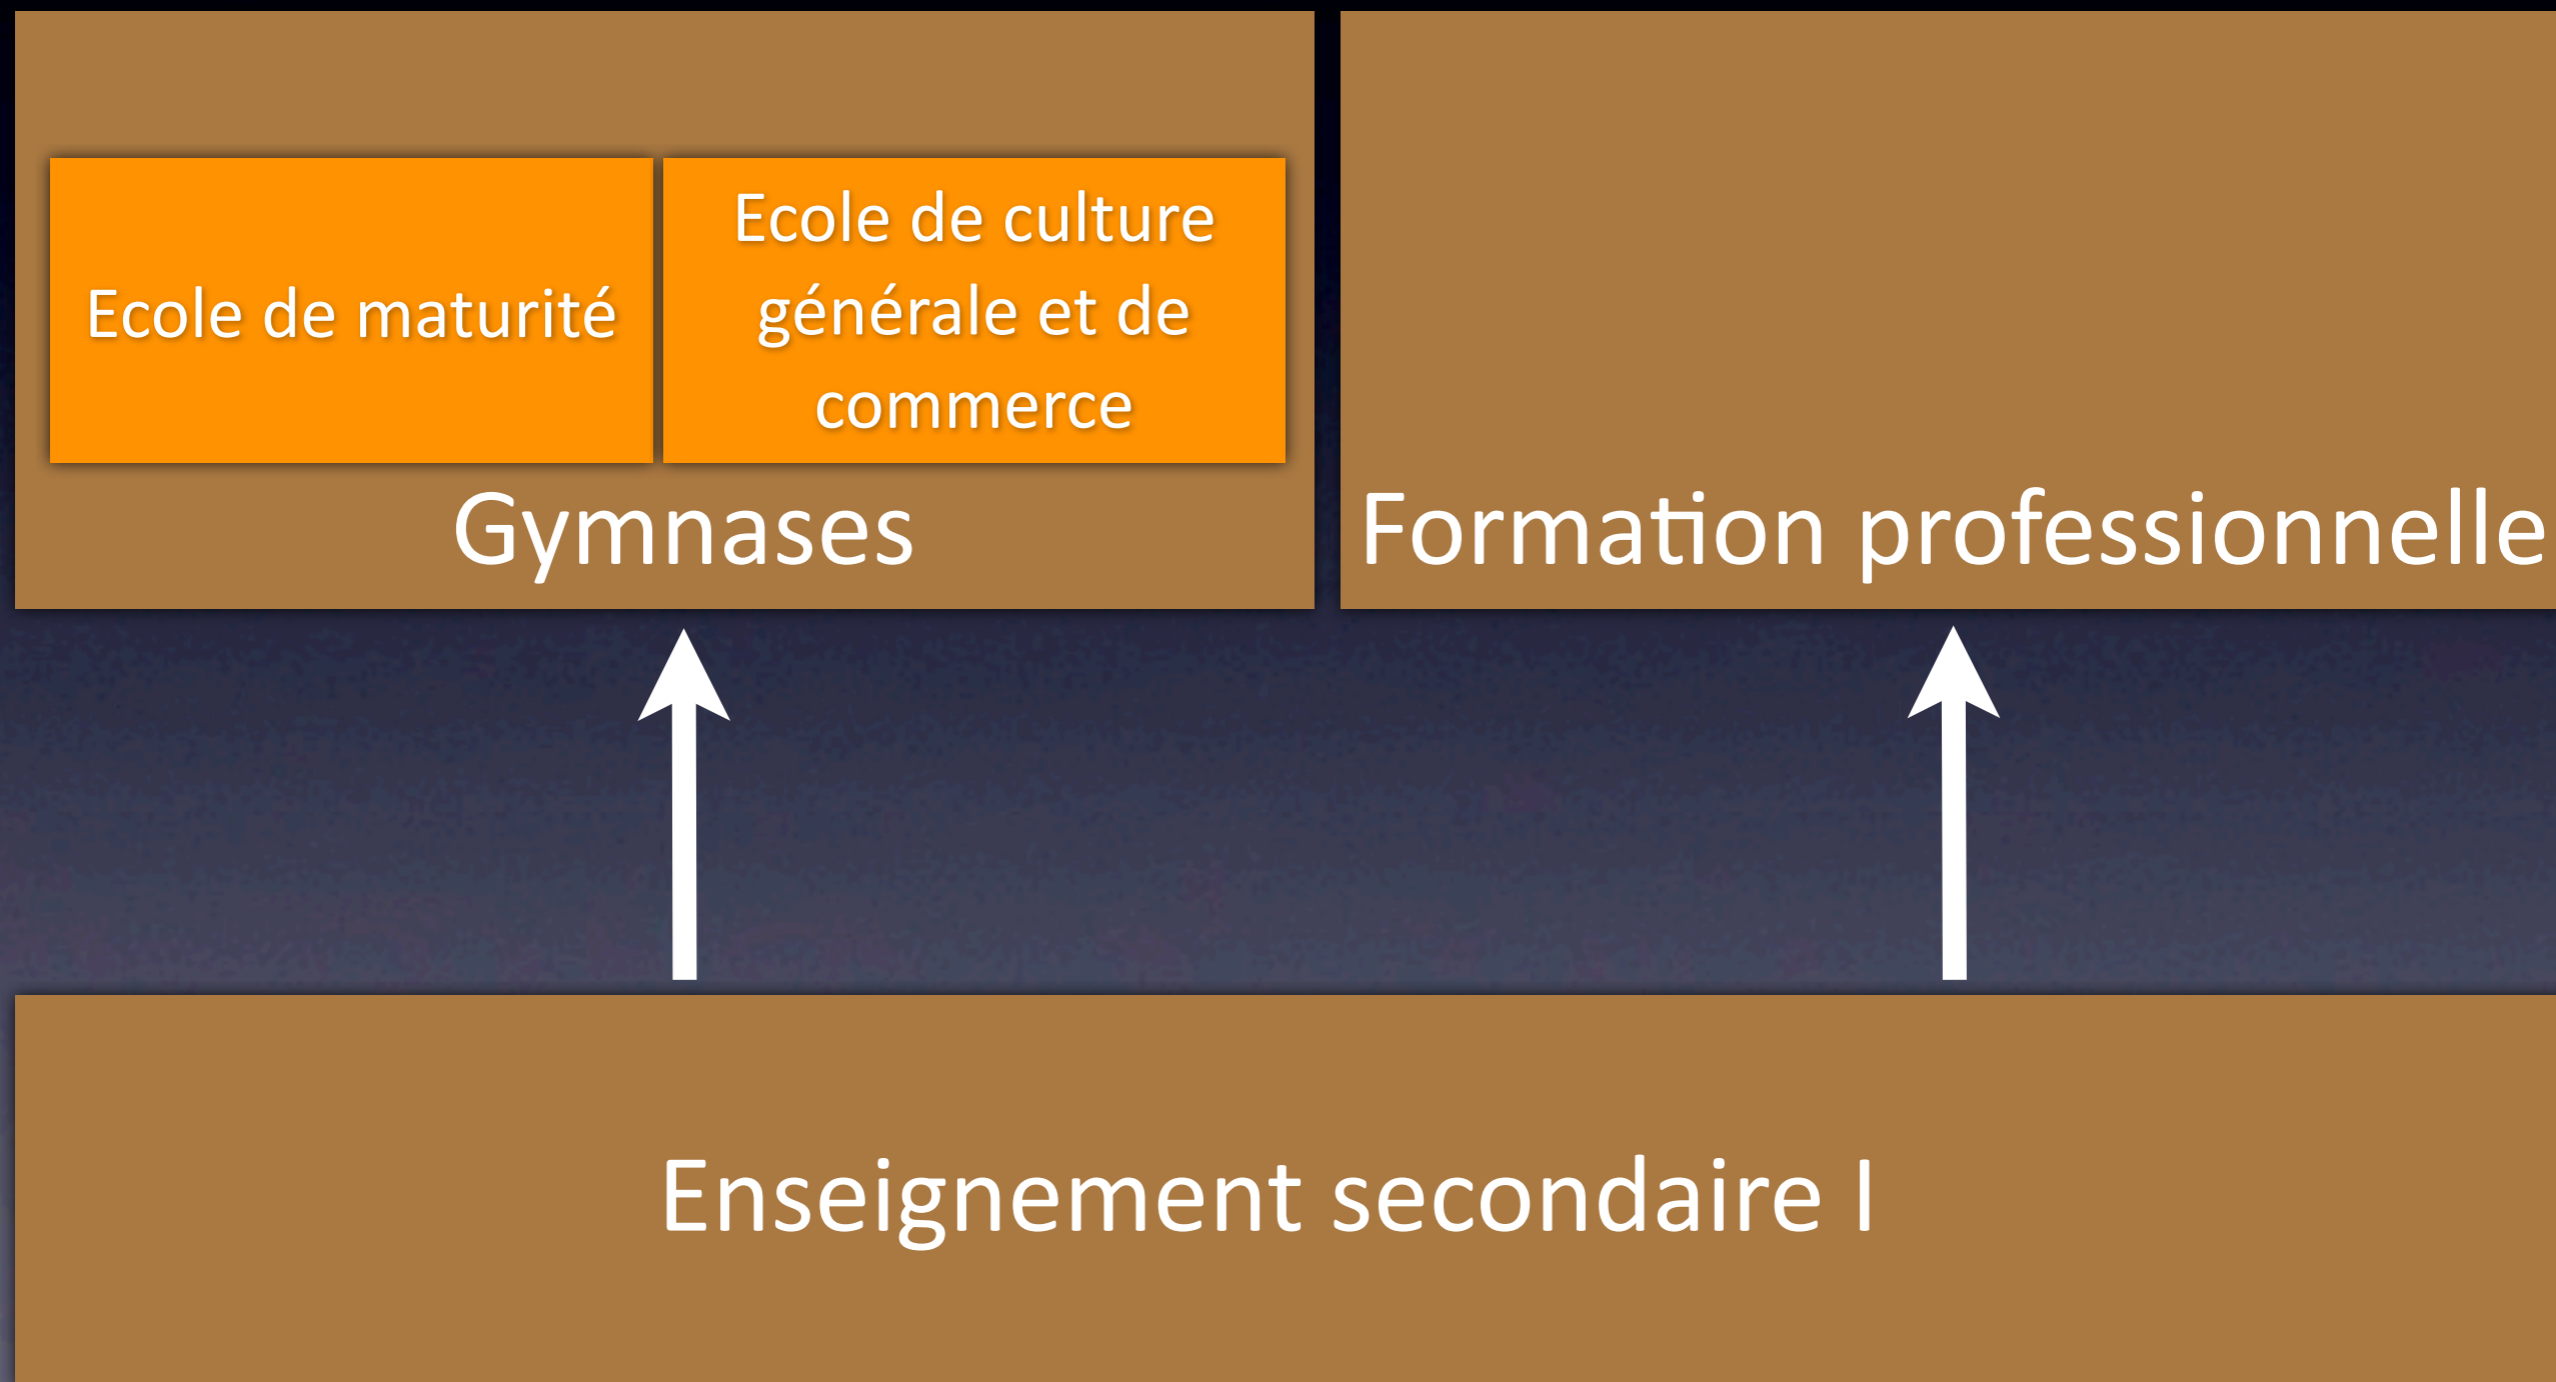 Ecole de maturité
Ecole de culture
générale et de
commerce
Gymnases
Formation professionnelle
Enseignement secondaire I